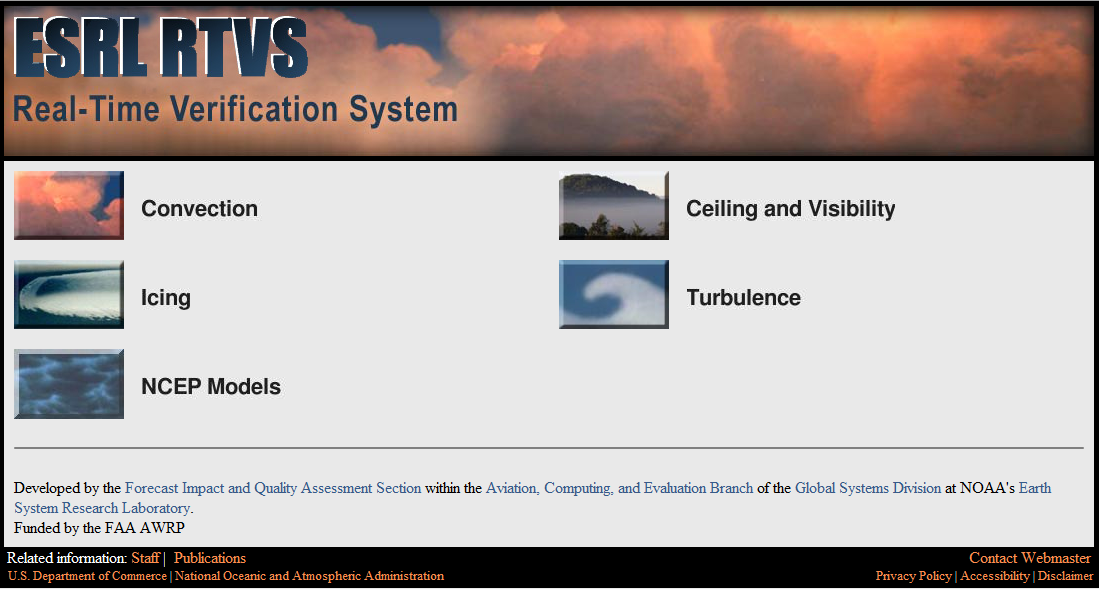 ESRL RTVS
Real-Time Verification System
Convection
Ceiling and Visibility
Icing
Turbulence
NCEP Models
Developed by the Forecast Impact and Quality Assessment Section within the Aviation, Computing, and Evaluation Branch of the Global Systems Division at NOAA's Earth
System Research Laboratory.
Funded by the FAA AWRP
Related information: Staff | Publications
Contact Webmaster
U.S. Department of Commerce | National Oceanic and Atmospheric Administration
Privacy Policy | Accessibility | Disclaimer